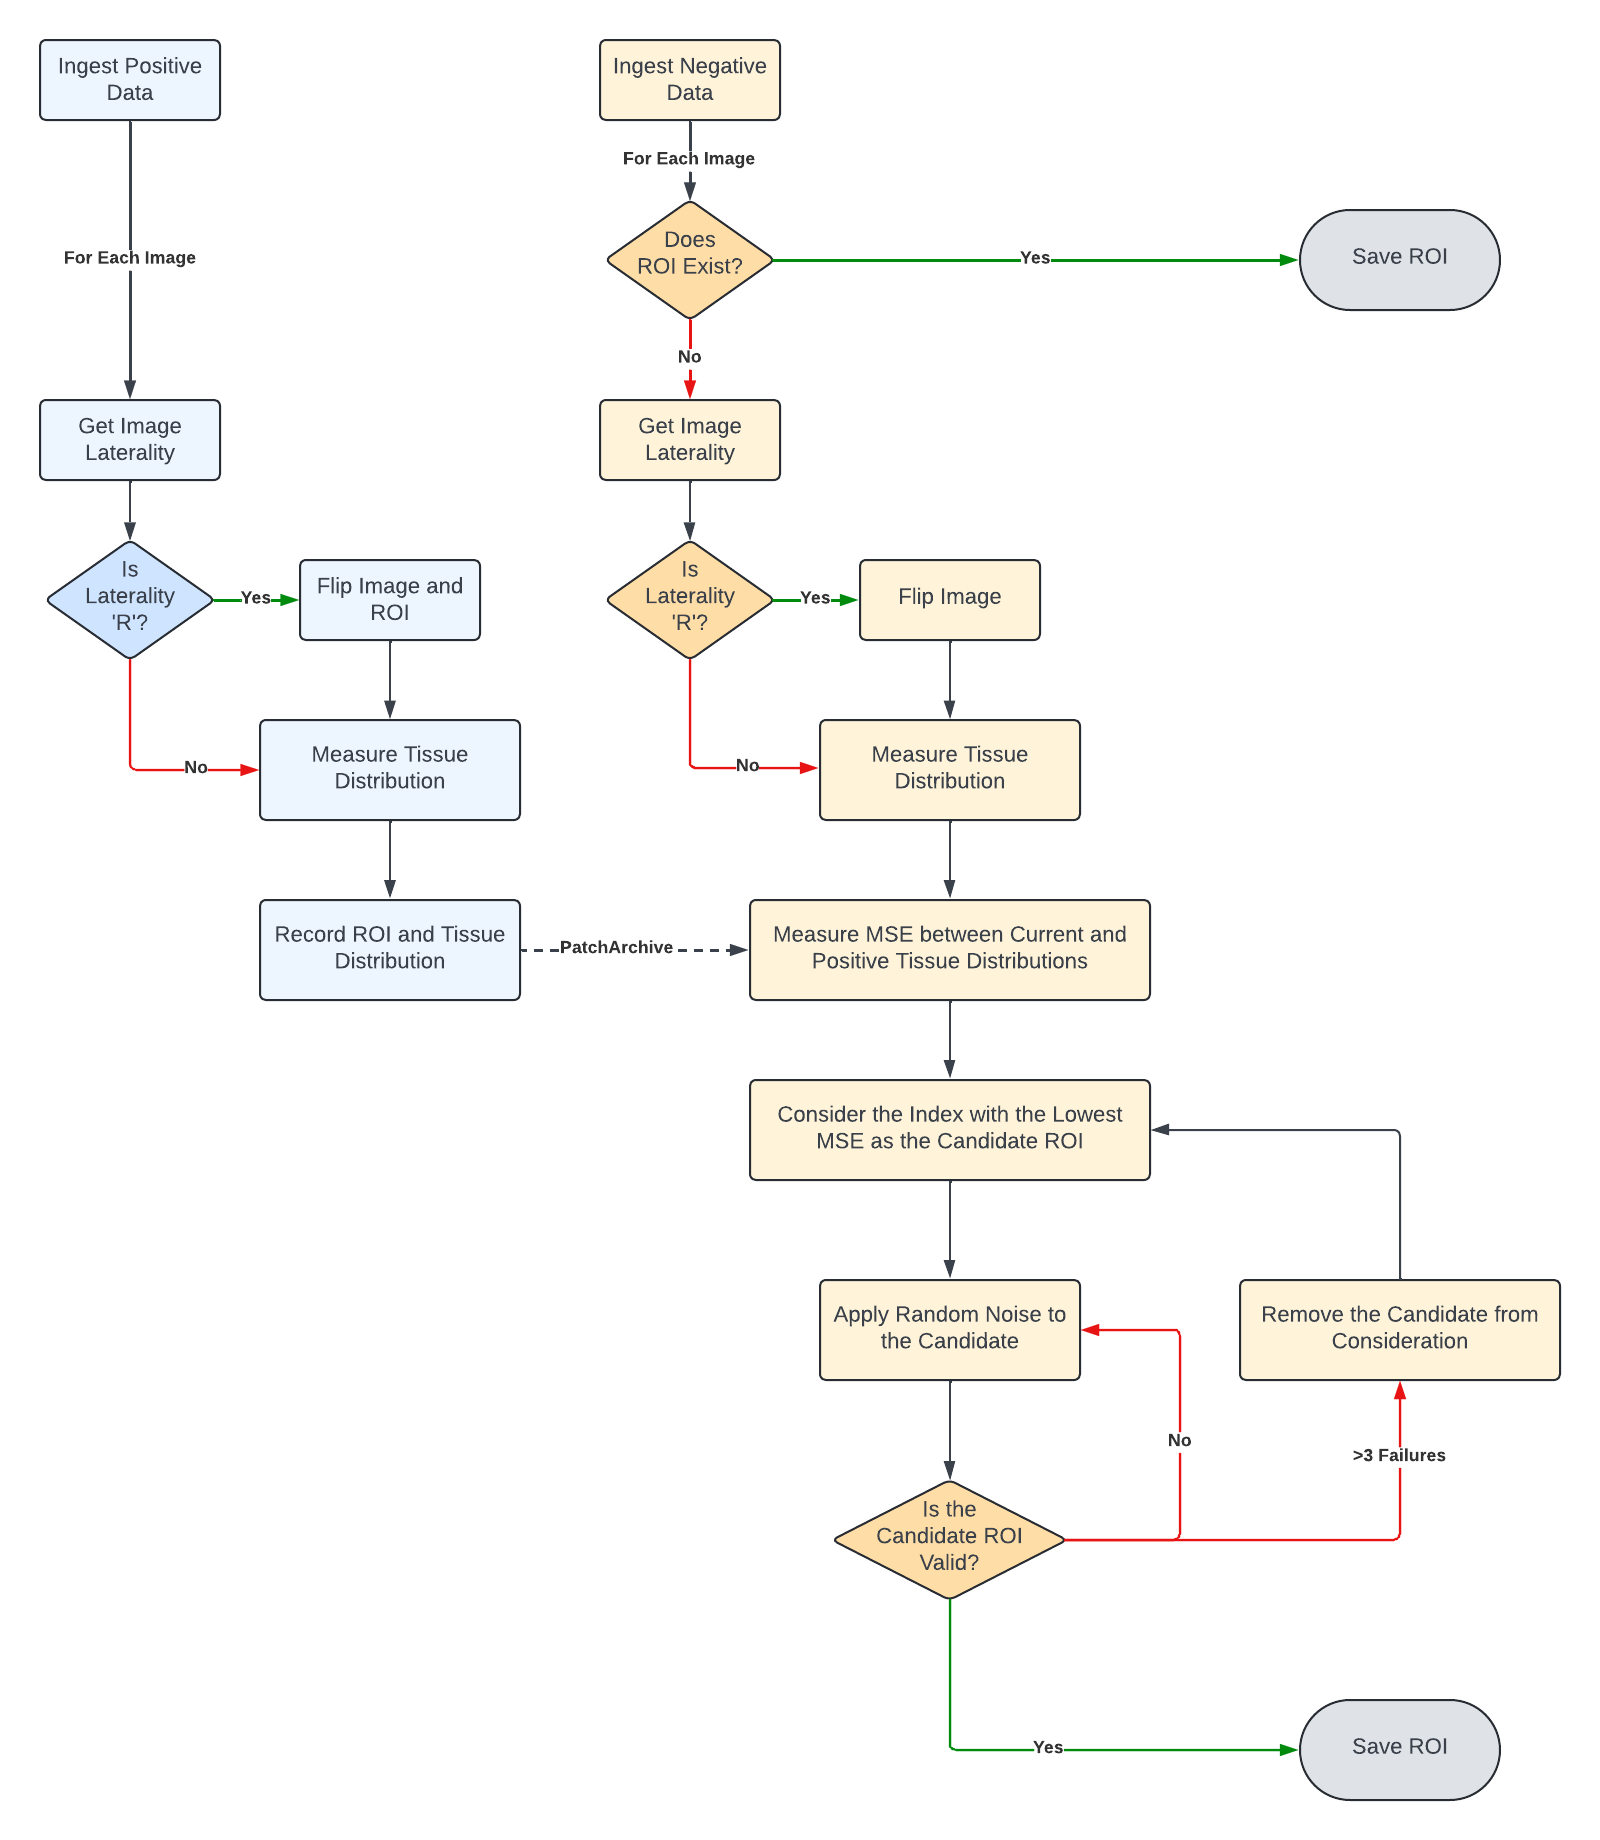 Ingest Positive
Data
For Each Image
Get Image
Laterality
Is
Laterality
'R'?
Yes
Flip Image and
ROI
No
Measure Tissue
Distribution
Record ROI and Tissue
Distribution
PatchArchive
Ingest Negative
Data
For Each Image
Does
ROI Exist?
Yes
Save ROI
No
Get Image
Laterality
Is
Laterality
'R'?
Yes
Flip Image
No
Measure Tissue
Distribution
Measure MSE between Current and
Positive Tissue Distributions
Consider the Index with the Lowest
MSE as the Candidate ROI
Apply Random Noise to
the Candidate
Remove the Candidate from
Consideration
No
>3 Failures
Is the
Candidate ROI
Valid?
Yes
Save ROI